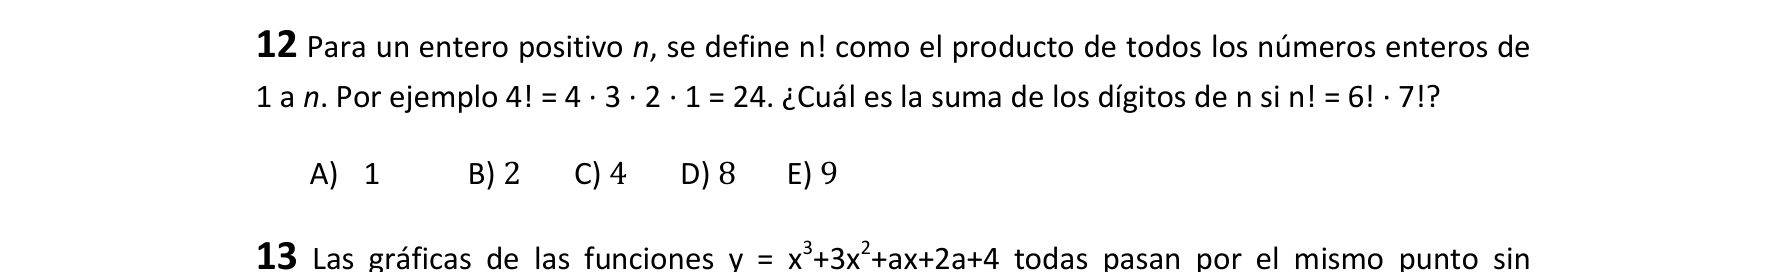 12 Para un entero positivo n, se define n! como el producto de todos los números enteros de
1 a n. Por ejemplo 4! = 4 · 3 · 2 · 1 = 24. ¿Cuál es la suma de los dígitos de n si n! = 6! · 7!?
A) 1 B) 2 C) 4 D) 8 E) 9
13 Las gráficas de las funciones y = x³+3x²+ax+2a+4 todas pasan por el mismo punto sin